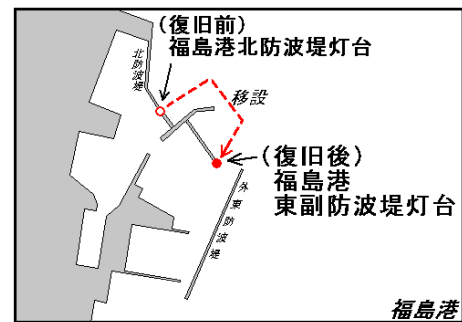 （復旧前）
福島港北防波堤灯台
北防波堤
移設
（復旧後）
福島港
東副防波堤灯台
外東防波堤
福島港